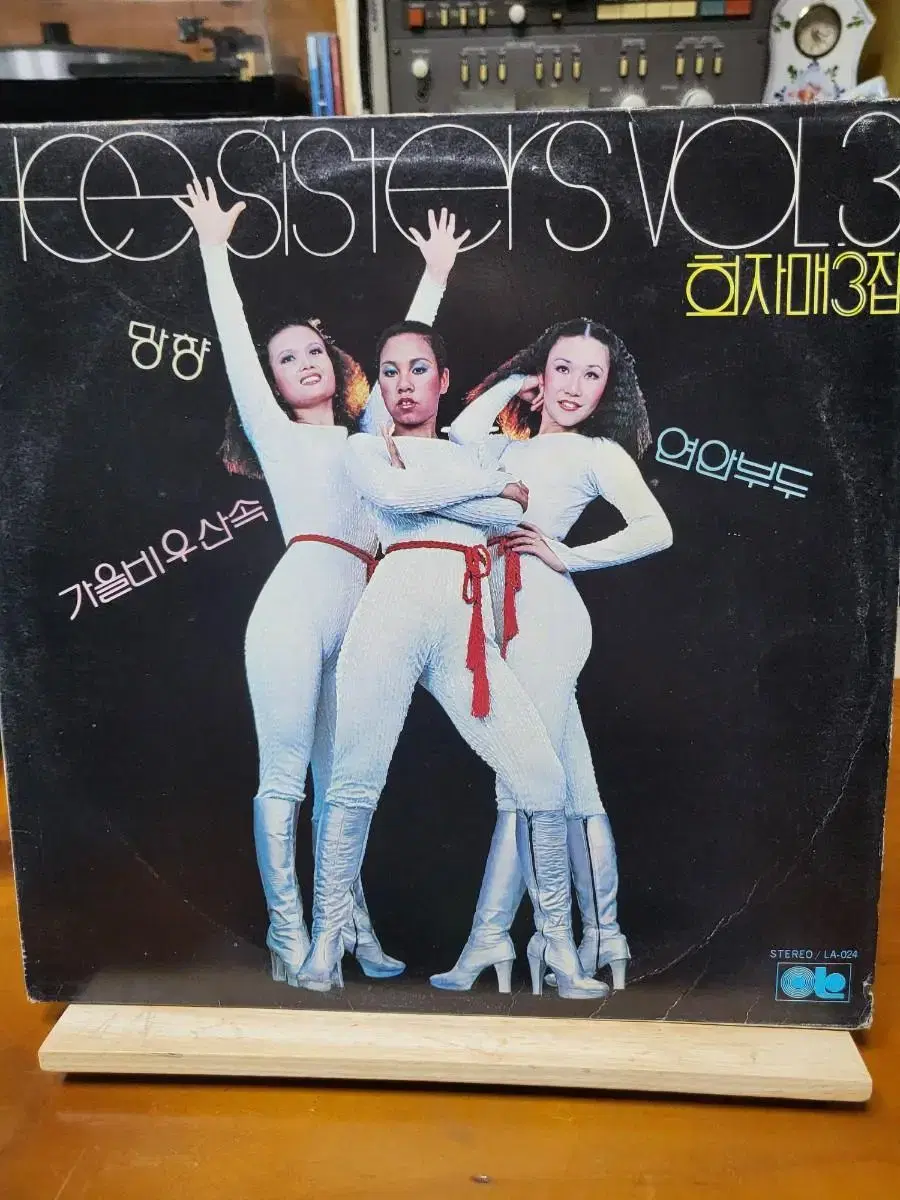 Hee sisters VOL.3
희자매3집
망향
연안부두
가을비 우산속
STEREO / LA-024